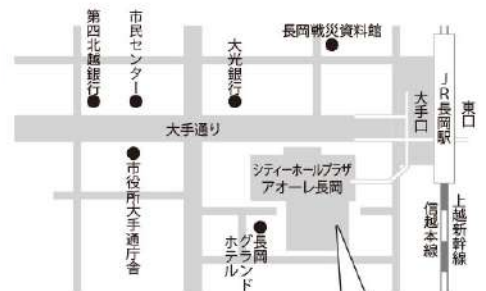 第四北越銀行
市民センター
大光銀行
長岡戦災資料館
大手口
JR長岡駅
東口
大手通り
市役所大手通庁舎
シティーホールプラザ
アオーレ長岡
長岡
グランド
ホテル
信越本線
上越新幹線